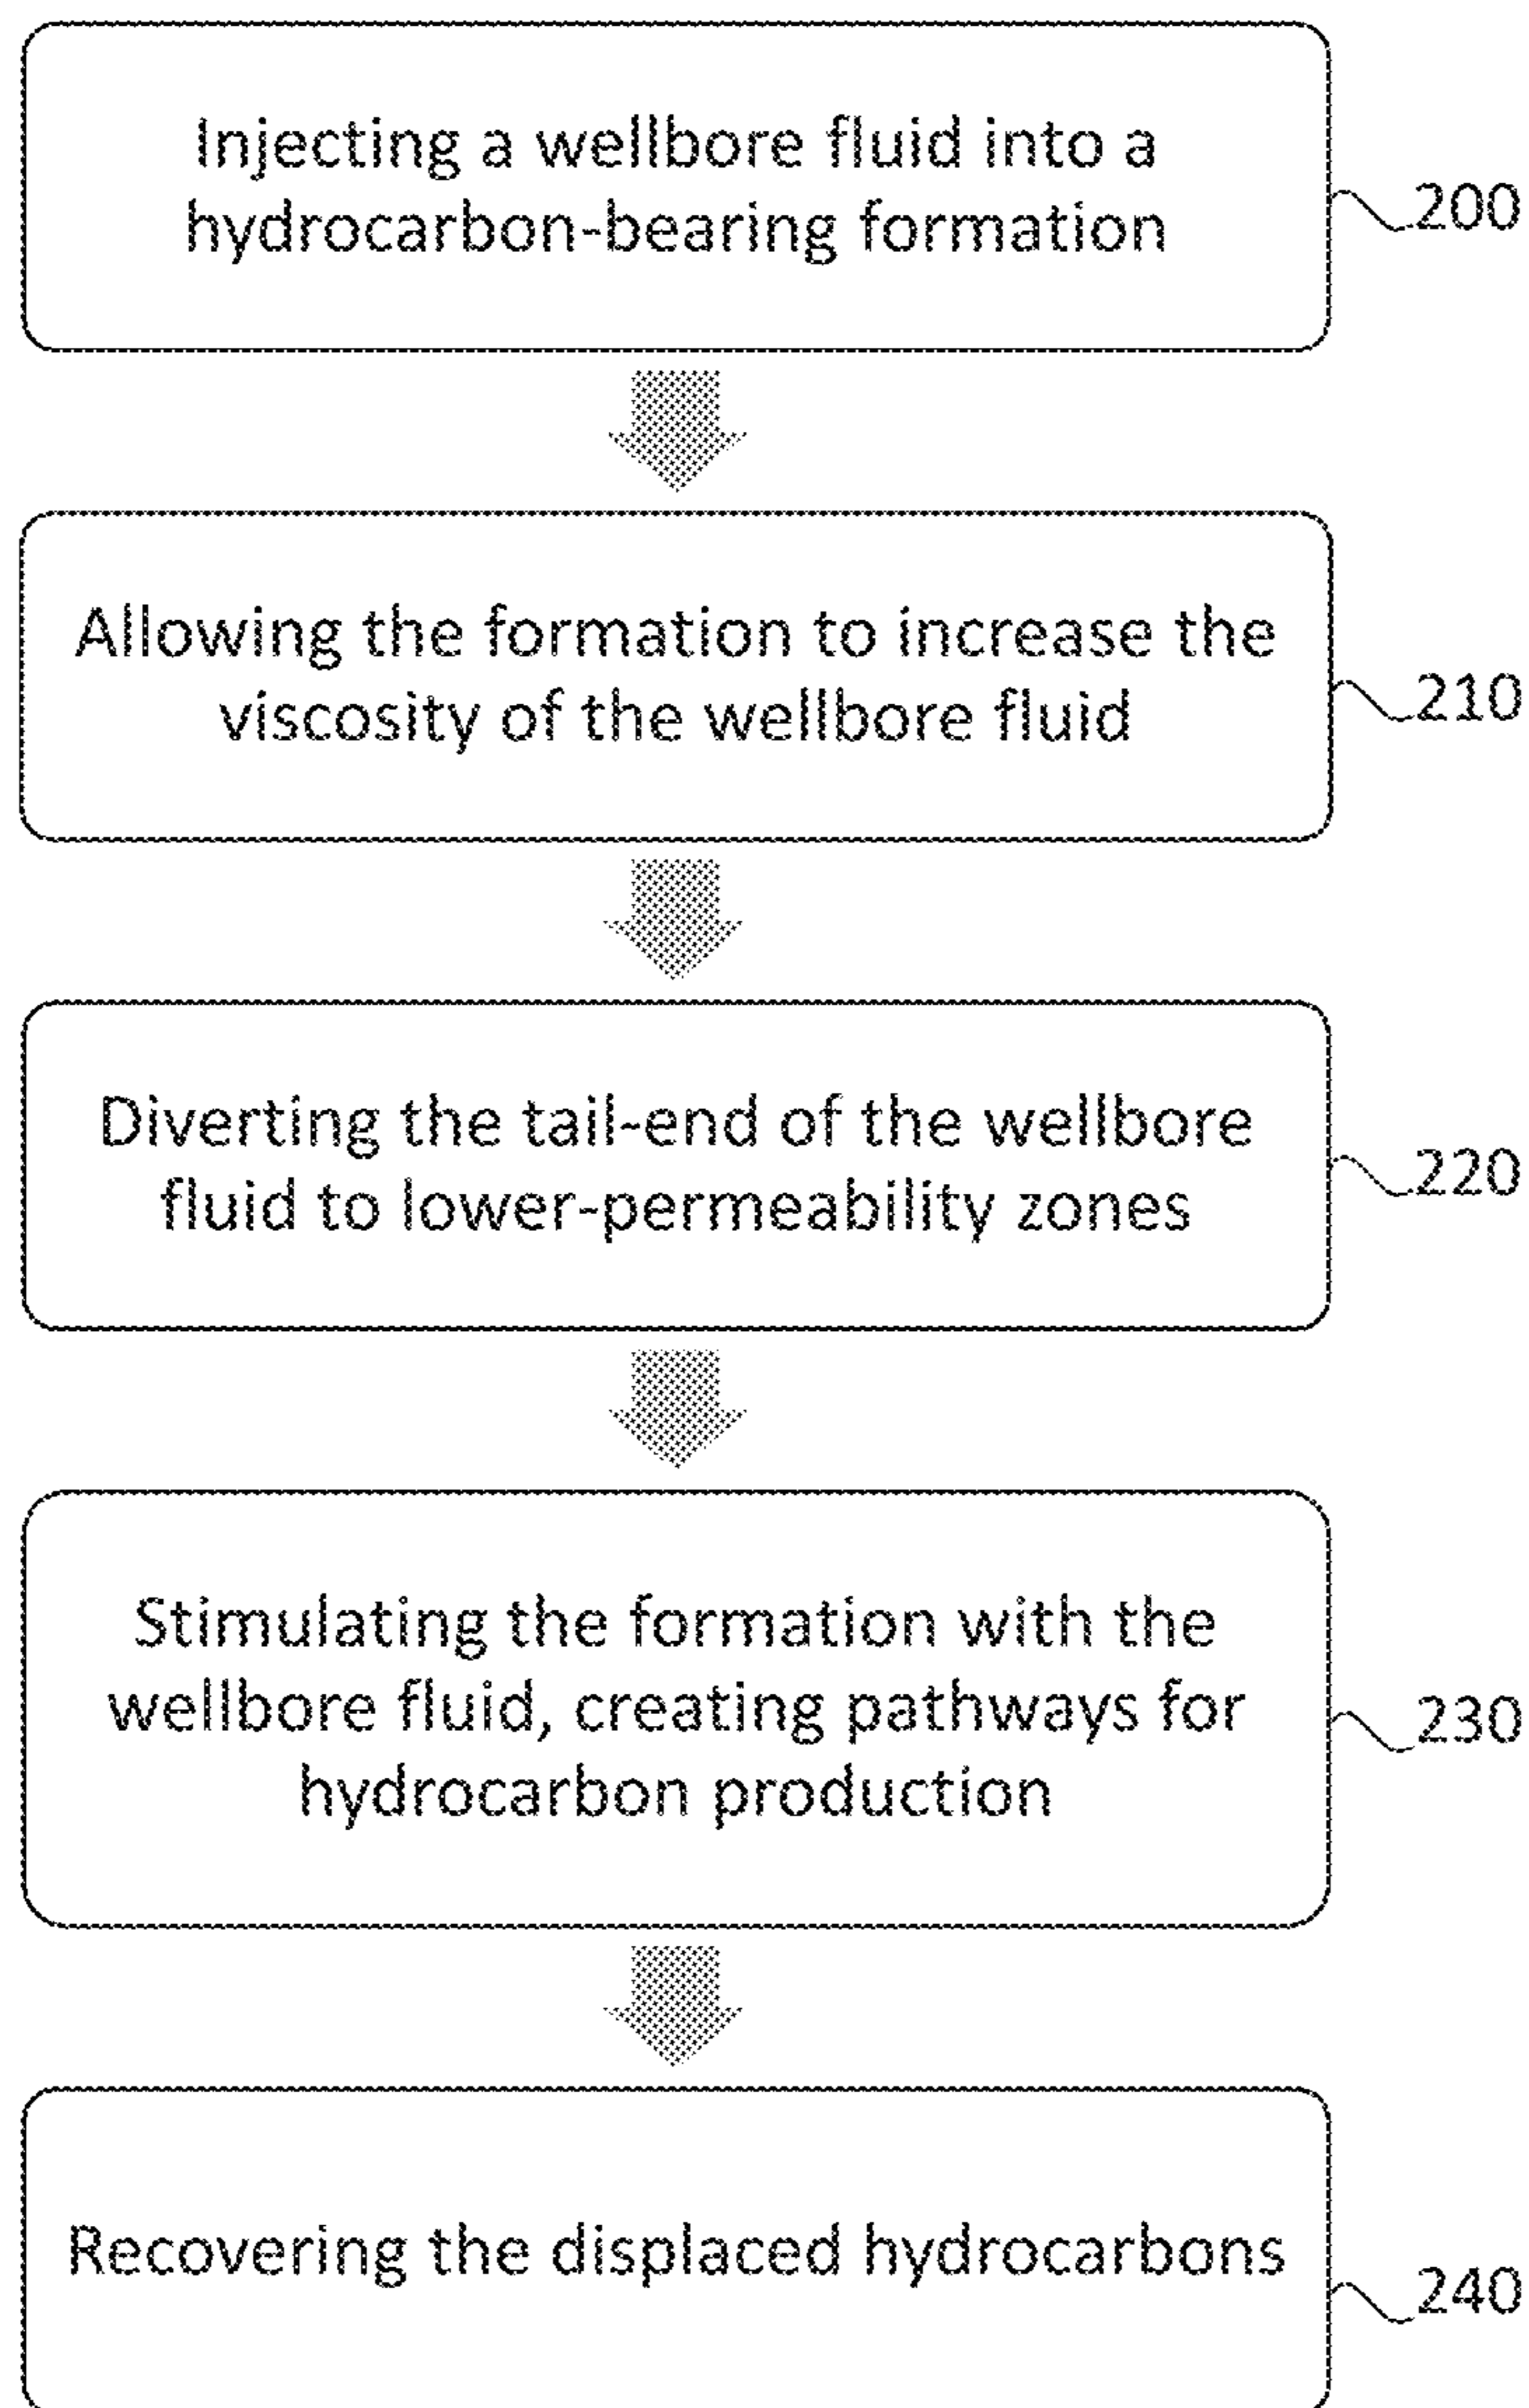 Injecting a wellbore fluid into a
hydrocarbon-bearing formation
200
Allowing the formation to increase the
viscosity of the wellbore fluid
210
Diverting the tail-end of the wellbore
fluid to lower-permeability zones
220
Stimulating the formation with the
wellbore fluid, creating pathways for
hydrocarbon production
230
Recovering the displaced hydrocarbons
240